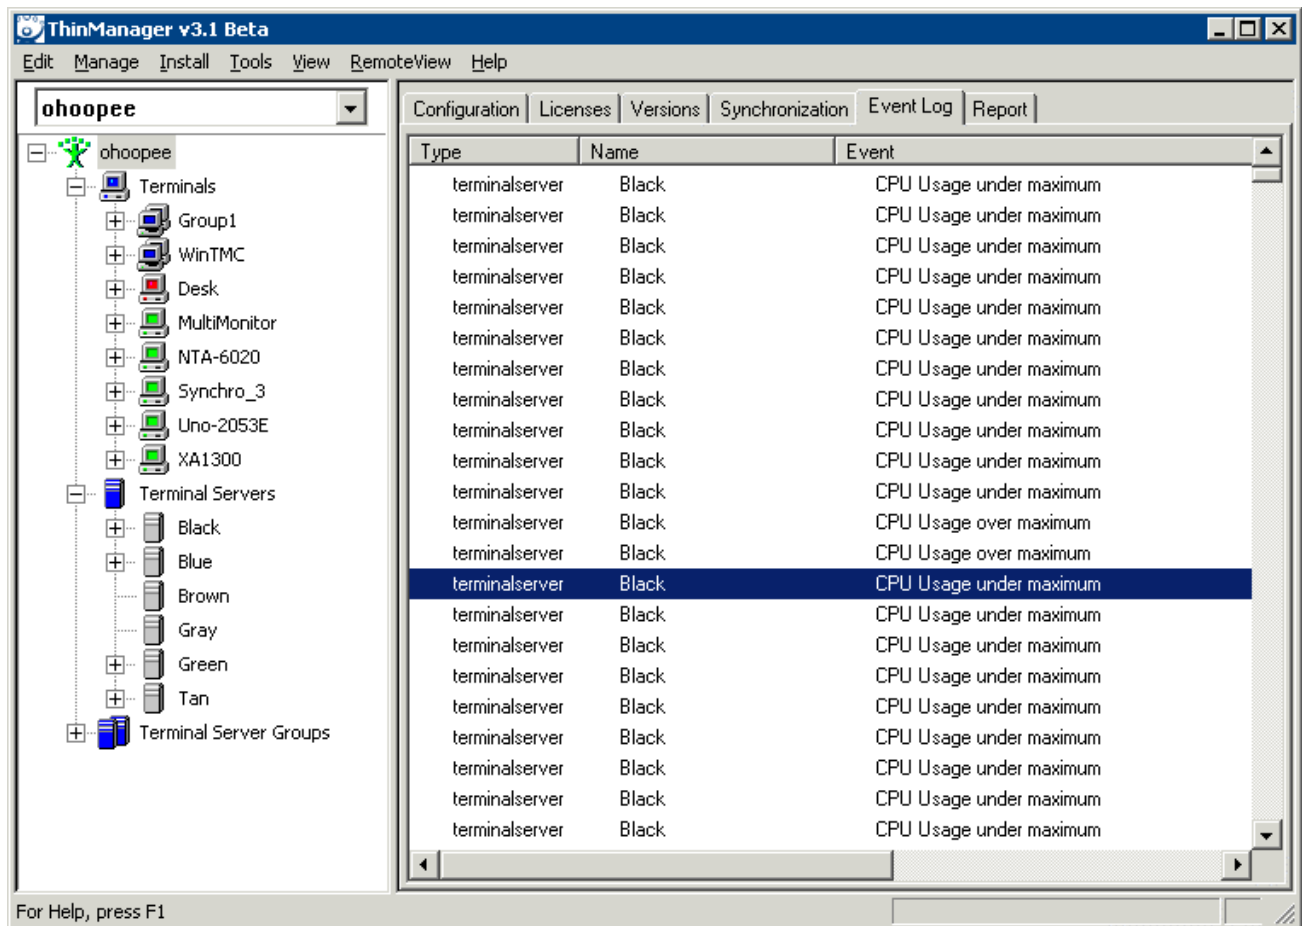 ThinManager v3.1 Beta
Edit Manage Install Tools View RemoteView Help
ohoopee
ohoopee
Terminals
Group1
WinTMC
Desk
MultiMonitor
NTA-6020
Synchro_3
Uno-2053E
XA1300
Terminal Servers
Black
Blue
Brown
Gray
Green
Tan
Terminal Server Groups
Configuration Licenses Versions Synchronization Event Log Report
Type Name Event
terminalserver Black CPU Usage under maximum
terminalserver Black CPU Usage under maximum
terminalserver Black CPU Usage under maximum
terminalserver Black CPU Usage under maximum
terminalserver Black CPU Usage under maximum
terminalserver Black CPU Usage under maximum
terminalserver Black CPU Usage under maximum
terminalserver Black CPU Usage under maximum
terminalserver Black CPU Usage under maximum
terminalserver Black CPU Usage under maximum
terminalserver Black CPU Usage under maximum
terminalserver Black CPU Usage over maximum
terminalserver Black CPU Usage over maximum
terminalserver Black CPU Usage under maximum
terminalserver Black CPU Usage under maximum
terminalserver Black CPU Usage under maximum
terminalserver Black CPU Usage under maximum
terminalserver Black CPU Usage under maximum
terminalserver Black CPU Usage under maximum
terminalserver Black CPU Usage under maximum
terminalserver Black CPU Usage under maximum
terminalserver Black CPU Usage under maximum
For Help, press F1